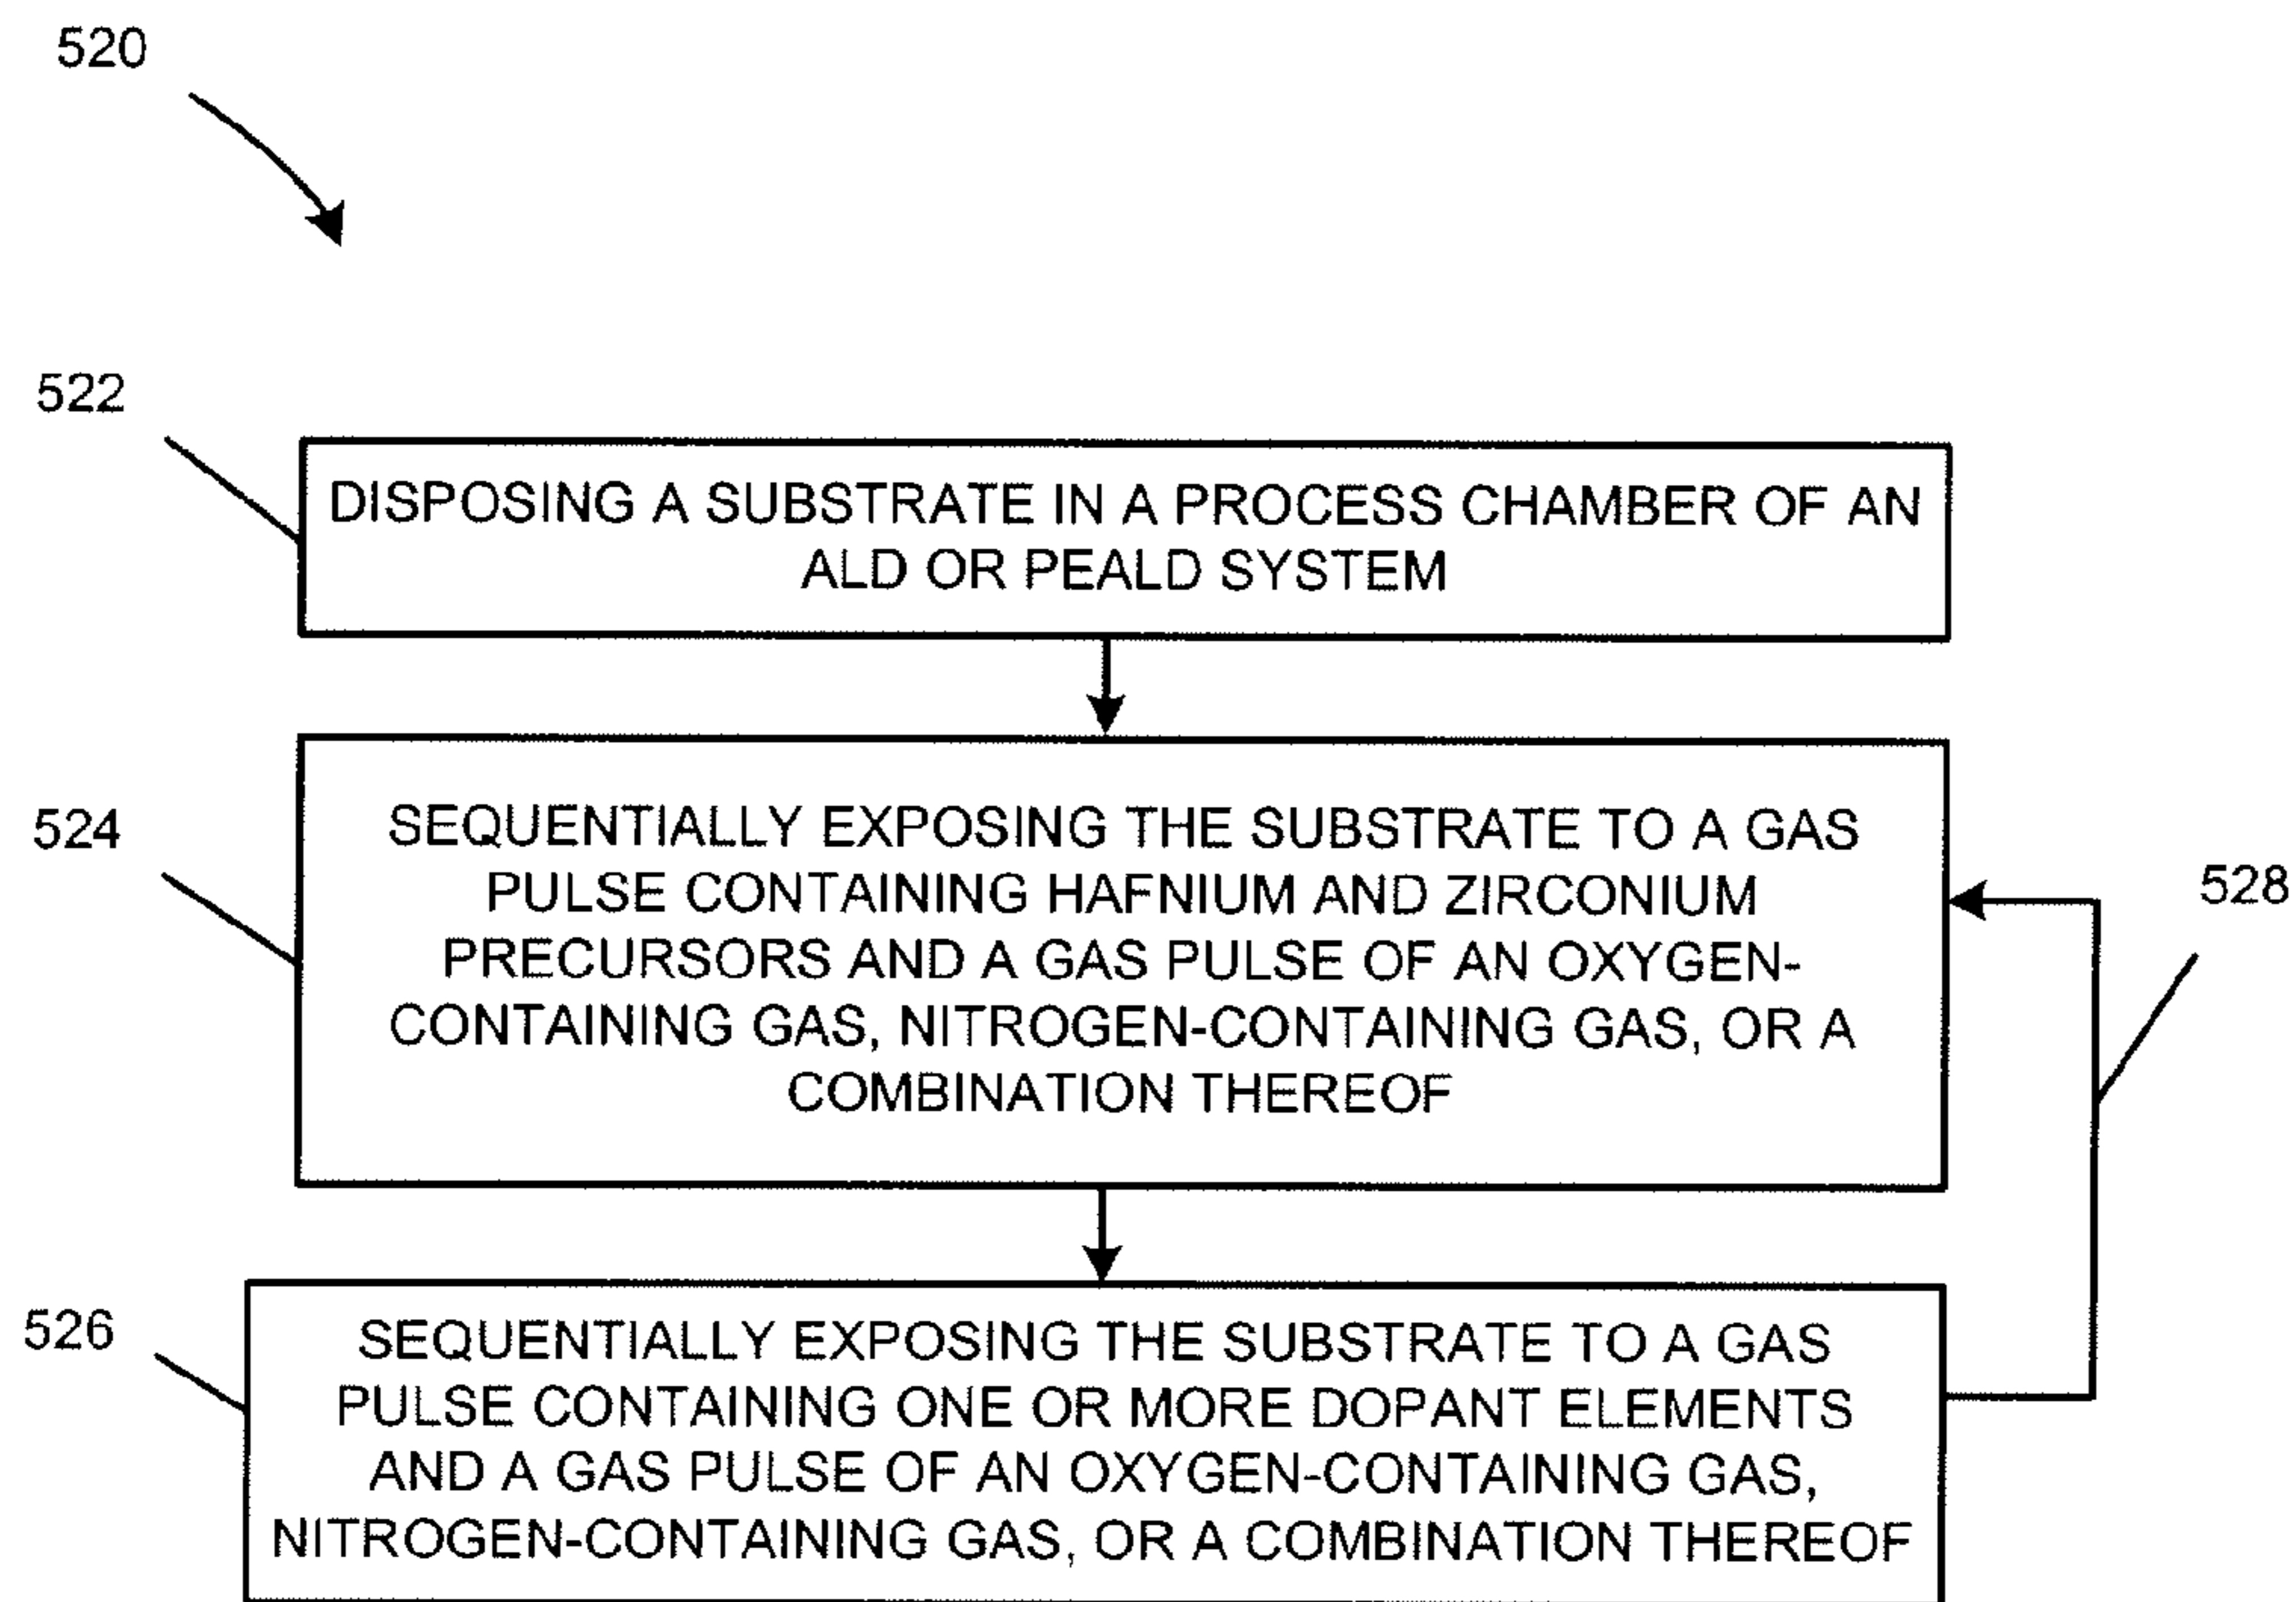 520
522
DISPOSING A SUBSTRATE IN A PROCESS CHAMBER OF AN
ALD OR PEALD SYSTEM
524
SEQUENTIALLY EXPOSING THE SUBSTRATE TO A GAS
PULSE CONTAINING HAFNIUM AND ZIRCONIUM
PRECURSORS AND A GAS PULSE OF AN OXYGEN-
CONTAINING GAS, NITROGEN-CONTAINING GAS, OR A
COMBINATION THEREOF
528
526
SEQUENTIALLY EXPOSING THE SUBSTRATE TO A GAS
PULSE CONTAINING ONE OR MORE DOPANT ELEMENTS
AND A GAS PULSE OF AN OXYGEN-CONTAINING GAS,
NITROGEN-CONTAINING GAS, OR A COMBINATION THEREOF